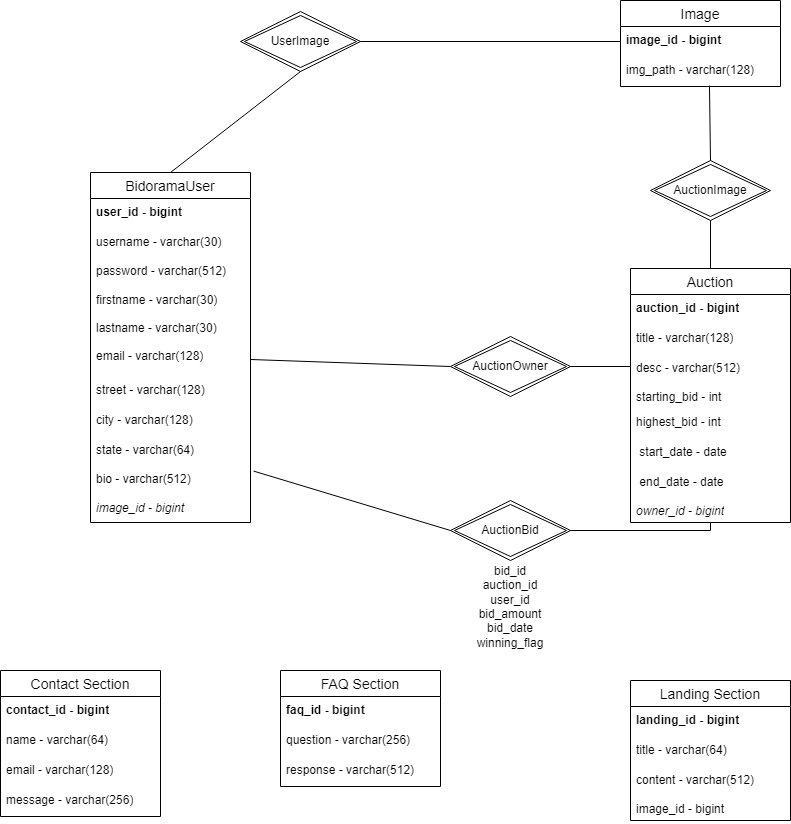 Image
image_id - bigint
img_path - varchar(128)
UserImage
AuctionImage
BidoramaUser
user_id - bigint
username - varchar(30)
password - varchar(512)
firstname - varchar(30)
lastname - varchar(30)
email - varchar(128)
street - varchar(128)
city - varchar(128)
state - varchar(64)
bio - varchar(512)
image_id - bigint
AuctionOwner
Auction
auction_id - bigint
title - varchar(128)
desc - varchar(512)
starting_bid - int
highest_bid - int
start_date - date
end_date - date
owner_id - bigint
AuctionBid
bid_id
auction_id
user_id
bid_amount
bid_date
winning_flag
Contact Section
contact_id - bigint
name - varchar(64)
email - varchar(128)
message - varchar(256)
FAQ Section
faq_id - bigint
question - varchar(256)
response - varchar(512)
Landing Section
landing_id - bigint
title - varchar(64)
content - varchar(512)
image_id - bigint